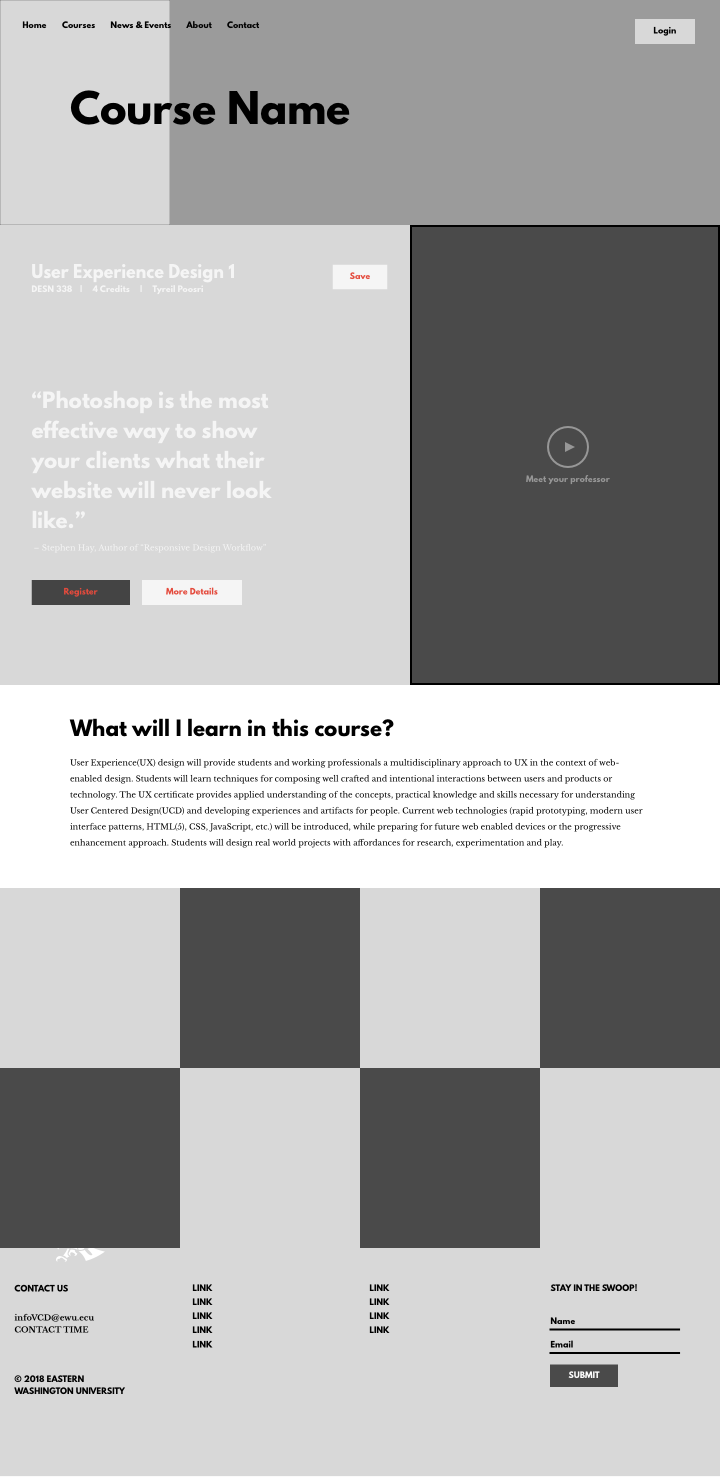 Home Courses News & Events About Contact
Login
Course Name
User Experience Design 1
Save
DESN 338 | 4 Credits | Tyreil Poosri
“Photoshop is the most
effective way to show
your clients what their
website will never look
like.”
– Stephen Hay, Author of “Responsive Design Workflow”
Register More Details
Meet your professor
What will I learn in this course?
User Experience(UX) design will provide students and working professionals a multidisciplinary approach to UX in the context of web-
enabled design. Students will learn techniques for composing well crafted and intentional interactions between users and products or
technology. The UX certificate provides applied understanding of the concepts, practical knowledge and skills necessary for understanding
User Centered Design(UCD) and developing experiences and artifacts for people. Current web technologies (rapid prototyping, modern user
interface patterns, HTML(5), CSS, JavaScript, etc.) will be introduced, while preparing for future web enabled devices or the progressive
enhancement approach. Students will design real world projects with affordances for research, experimentation and play.
CONTACT US
infoVCD@ewu.ecu
CONTACT TIME
© 2018 EASTERN
WASHINGTON UNIVERSITY
LINK
LINK
LINK
LINK
LINK
LINK
LINK
LINK
LINK
STAY IN THE SWOOP!
Name
Email
SUBMIT